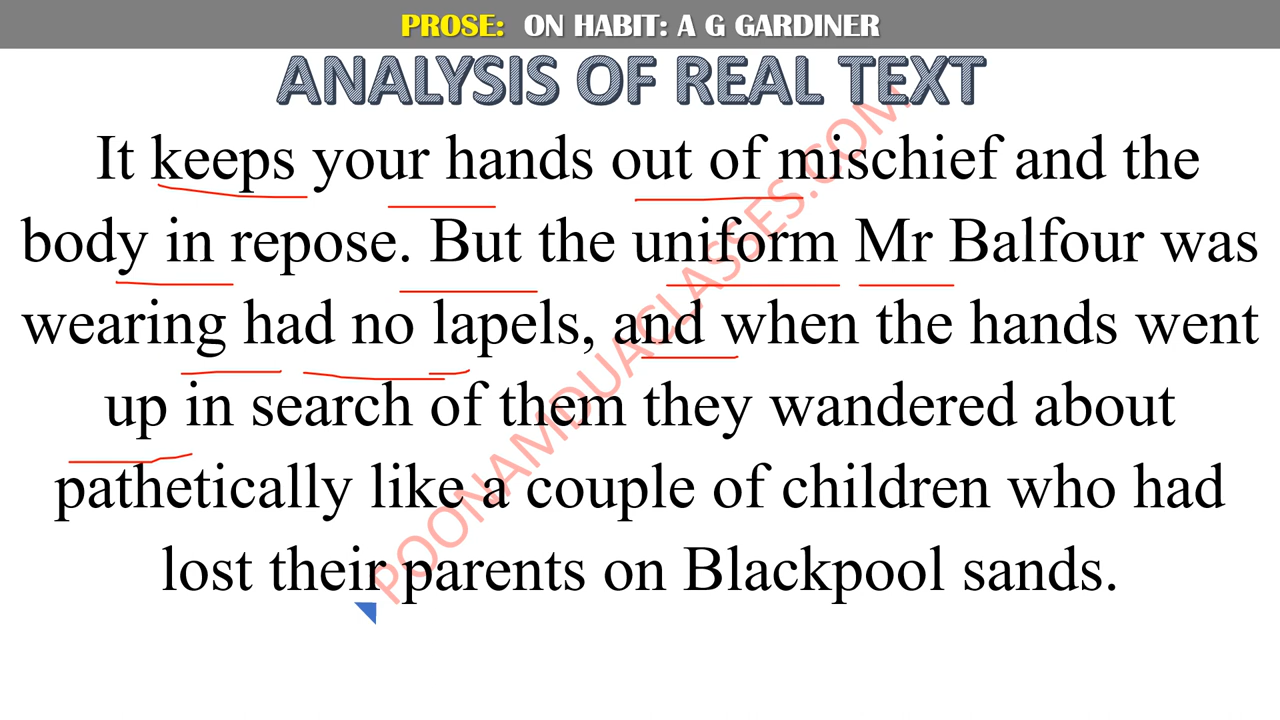 PROSE: ON HABIT: A G GARDINER
ANALYSIS OF REAL TEXT
It keeps your hands out of mischief and the
body in repose. But the uniform Mr Balfour was
wearing had no lapels, and when the hands went
up in search of them they wandered about
pathetically like a couple of children who had
lost their parents on Blackpool sands.
POONAMDUACLASSES.COM